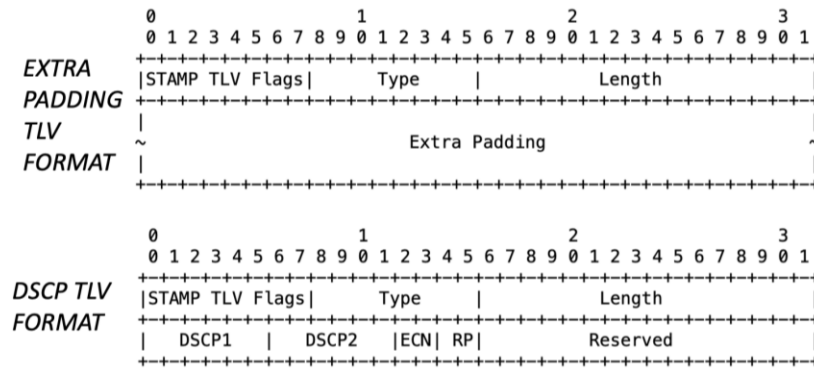 0                   1                   2                   3
 0 1 2 3 4 5 6 7 8 9 0 1 2 3 4 5 6 7 8 9 0 1 2 3 4 5 6 7 8 9 0 1
+-+-+-+-+-+-+-+-+-+-+-+-+-+-+-+-+-+-+-+-+-+-+-+-+-+-+-+-+-+-+-+-+
EXTRA
PADDING
TLV
FORMAT
|STAMP TLV Flags|     Type      |           Length              |
+-+-+-+-+-+-+-+-+-+-+-+-+-+-+-+-+-+-+-+-+-+-+-+-+-+-+-+-+-+-+-+-+
|                                                               |
~                         Extra Padding                         ~
|                                                               |
+-+-+-+-+-+-+-+-+-+-+-+-+-+-+-+-+-+-+-+-+-+-+-+-+-+-+-+-+-+-+-+-+
 0                   1                   2                   3
 0 1 2 3 4 5 6 7 8 9 0 1 2 3 4 5 6 7 8 9 0 1 2 3 4 5 6 7 8 9 0 1
+-+-+-+-+-+-+-+-+-+-+-+-+-+-+-+-+-+-+-+-+-+-+-+-+-+-+-+-+-+-+-+-+
DSCP TLV
FORMAT
|STAMP TLV Flags|     Type      |           Length              |
+-+-+-+-+-+-+-+-+-+-+-+-+-+-+-+-+-+-+-+-+-+-+-+-+-+-+-+-+-+-+-+-+
|   DSCP1   |   DSCP2   |ECN| RP|          Reserved             |
+-+-+-+-+-+-+-+-+-+-+-+-+-+-+-+-+-+-+-+-+-+-+-+-+-+-+-+-+-+-+-+-+